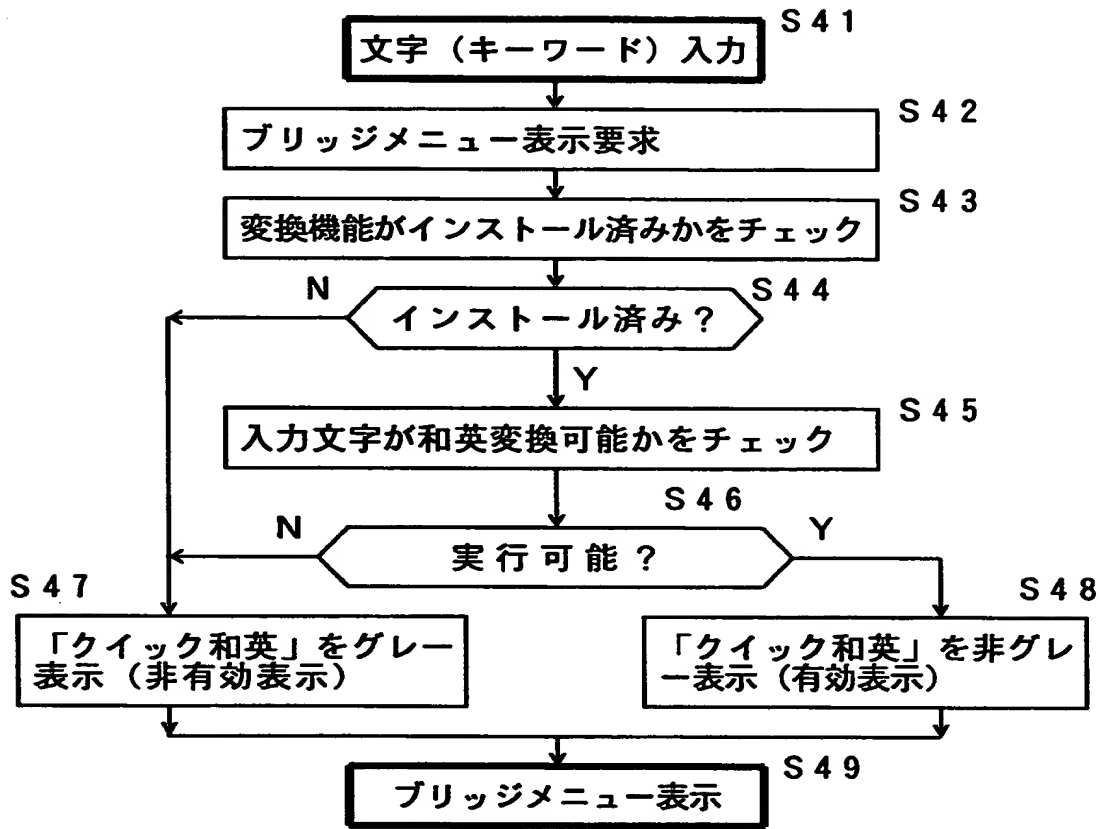 S41
文字（キーワード）入力
S42
ブリッジメニュー表示要求
S43
変換機能がインストール済みかをチェック
N
S44
インストール済み？
Y
S45
入力文字が和英変換可能かをチェック
S46
N
Y
実行可能？
S47
S48
「クイック和英」をグレー
表示（非有効表示）
「クイック和英」を非グレ
ー表示（有効表示）
S49
ブリッジメニュー表示